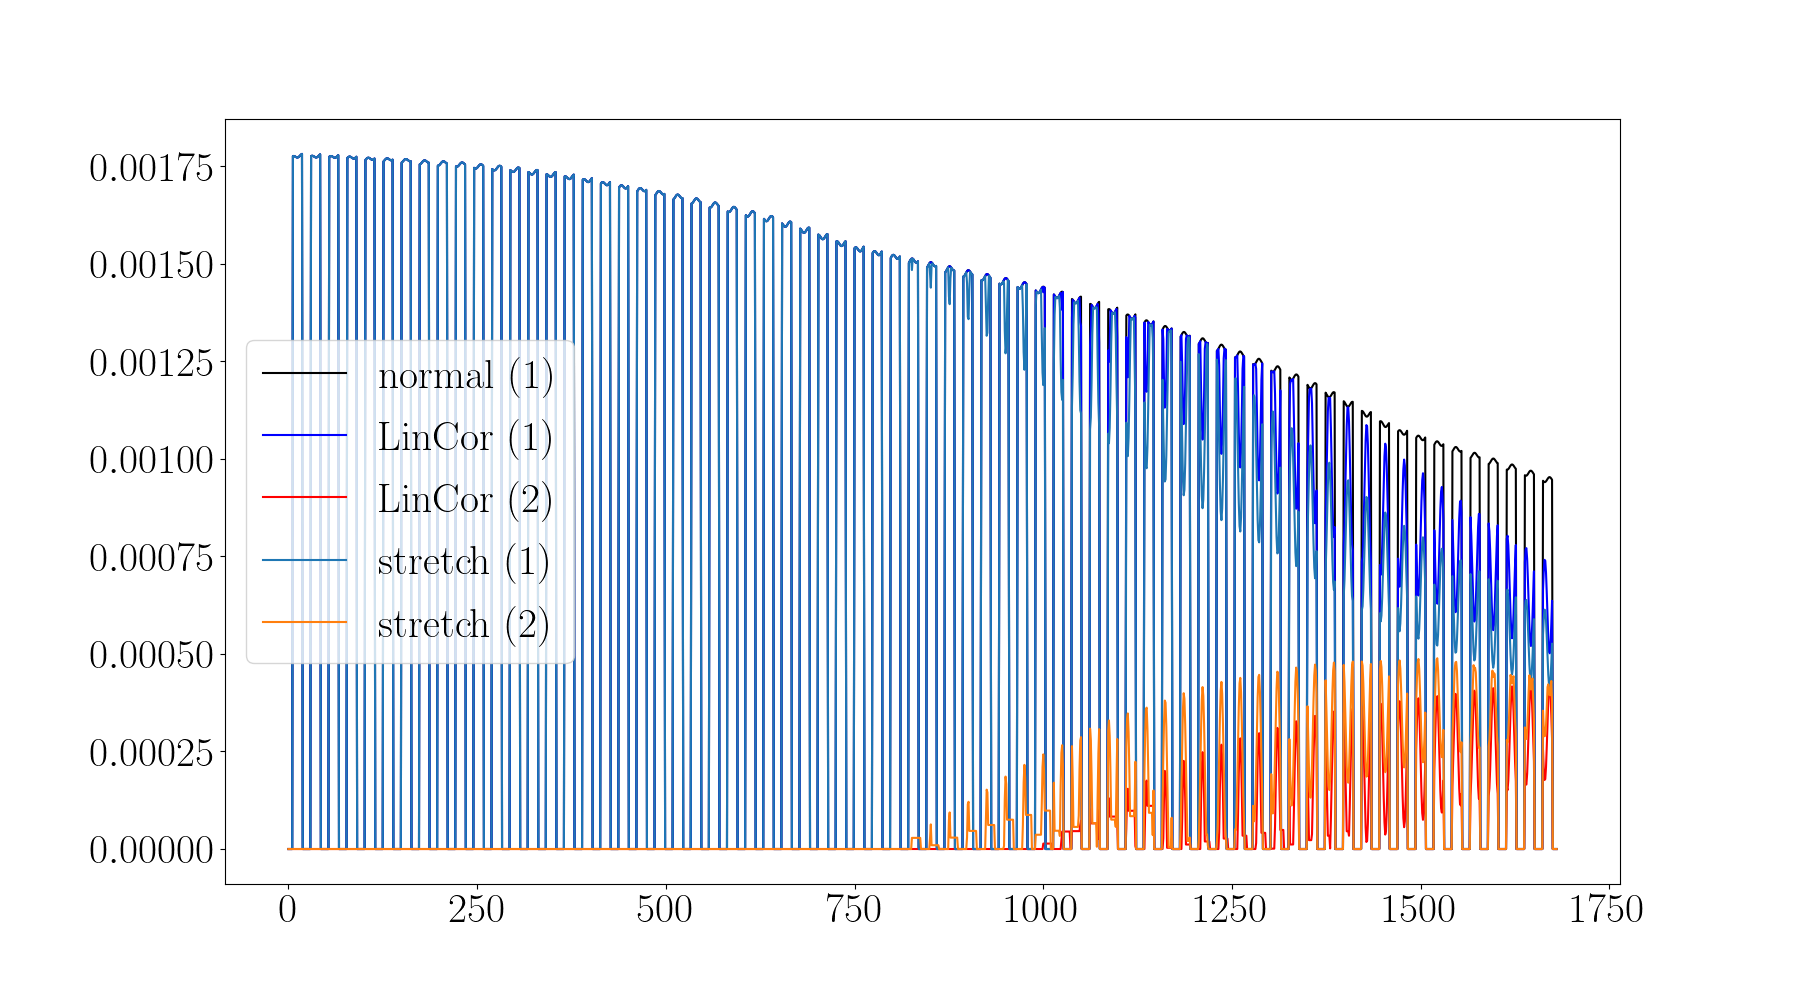 0.00175
0.00150
0.00125
0.00100
0.00075
0.00050
0.00025
0.00000
normal (1)
LinCor (1)
LinCor (2)
stretch (1)
stretch (2)
0 250 500 750 1000 1250 1500 1750